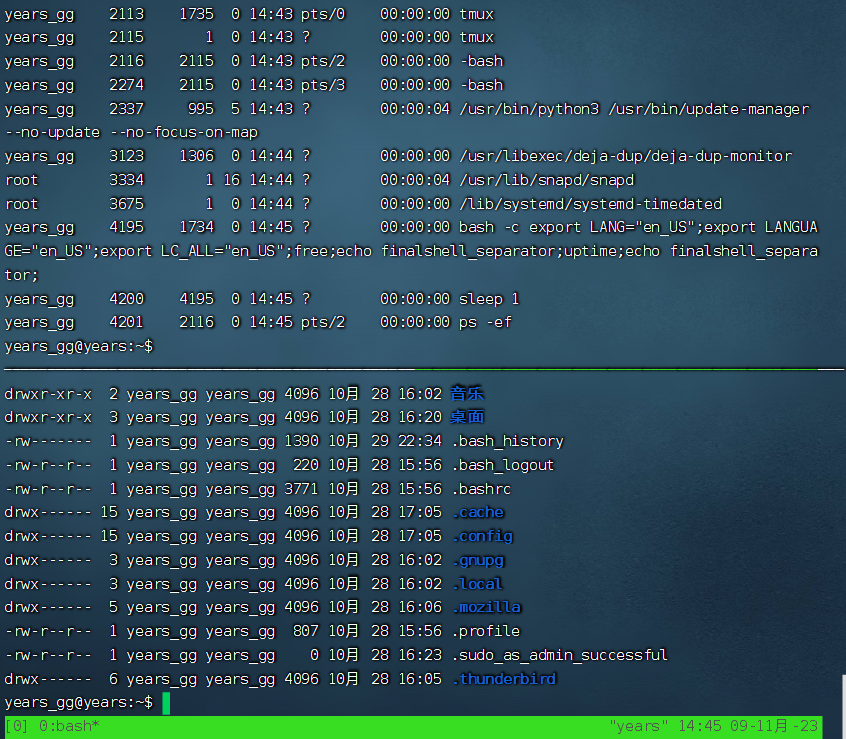 years_gg    2113    1735  0 14:43 pts/0    00:00:00 tmux
years_gg    2115       1  0 14:43 ?        00:00:00 tmux
years_gg    2116    2115  0 14:43 pts/2    00:00:00 -bash
years_gg    2274    2115  0 14:43 pts/3    00:00:00 -bash
years_gg    2337     995  5 14:43 ?        00:00:04 /usr/bin/python3 /usr/bin/update-manager
--no-update --no-focus-on-map
years_gg    3123    1306  0 14:44 ?        00:00:00 /usr/libexec/deja-dup/deja-dup-monitor
root        3334       1 16 14:44 ?        00:00:04 /usr/lib/snapd/snapd
root        3675       1  0 14:44 ?        00:00:00 /lib/systemd/systemd-timedated
years_gg    4195    1734  0 14:45 ?        00:00:00 bash -c export LANG="en_US";export LANGUA
GE="en_US";export LC_ALL="en_US";free;echo finalshell_separator;uptime;echo finalshell_separa
tor;
years_gg    4200    4195  0 14:45 ?        00:00:00 sleep 1
years_gg    4201    2116  0 14:45 pts/2    00:00:00 ps -ef
years_gg@years:~$
drwxr-xr-x  2 years_gg years_gg 4096 10月  28 16:02 音乐
drwxr-xr-x  3 years_gg years_gg 4096 10月  28 16:20 桌面
-rw-------  1 years_gg years_gg 1390 10月  29 22:34 .bash_history
-rw-r--r--  1 years_gg years_gg  220 10月  28 15:56 .bash_logout
-rw-r--r--  1 years_gg years_gg 3771 10月  28 15:56 .bashrc
drwx------ 15 years_gg years_gg 4096 10月  28 17:05 .cache
drwx------ 15 years_gg years_gg 4096 10月  28 17:05 .config
drwx------  3 years_gg years_gg 4096 10月  28 16:02 .gnupg
drwx------  3 years_gg years_gg 4096 10月  28 16:02 .local
drwx------  5 years_gg years_gg 4096 10月  28 16:06 .mozilla
-rw-r--r--  1 years_gg years_gg  807 10月  28 15:56 .profile
-rw-r--r--  1 years_gg years_gg    0 10月  28 16:23 .sudo_as_admin_successful
drwx------  6 years_gg years_gg 4096 10月  28 16:05 .thunderbird
years_gg@years:~$
[0] 0:bash* "years" 14:45 09-11月-23